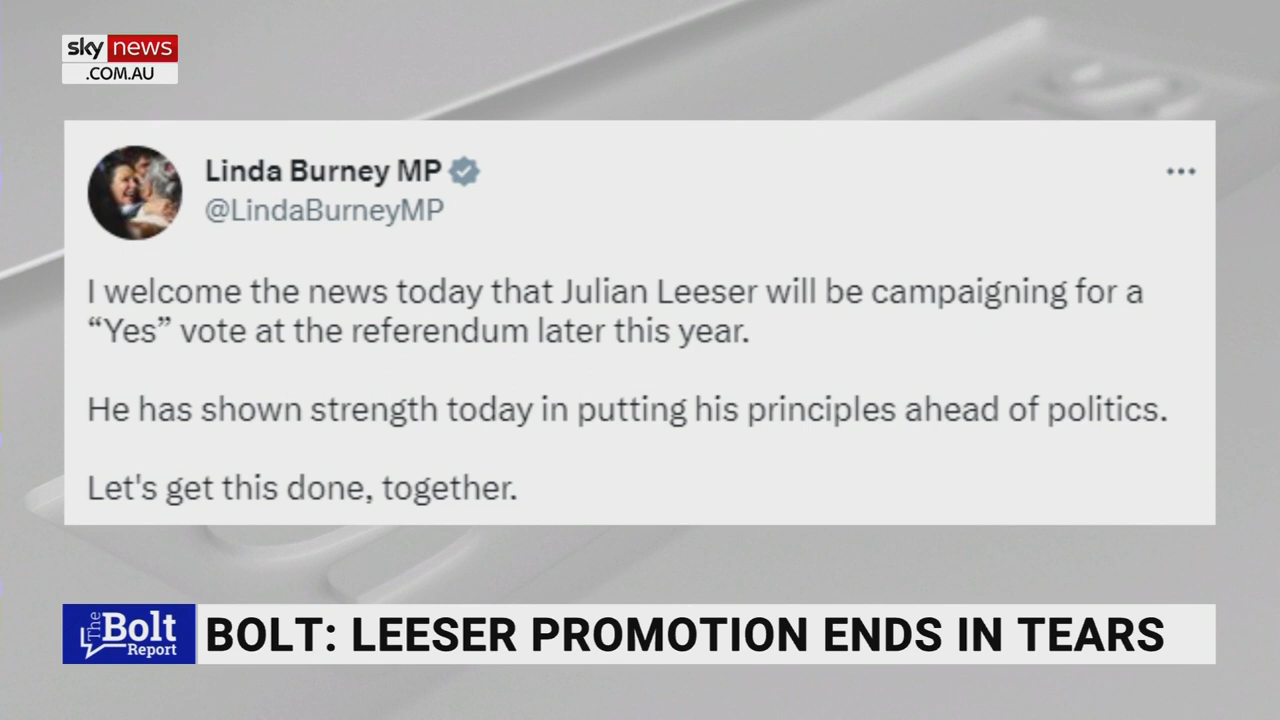 sky news
.COM.AU
Linda Burney MP
@LindaBurneyMP
I welcome the news today that Julian Leeser will be campaigning for a
“Yes” vote at the referendum later this year.
He has shown strength today in putting his principles ahead of politics.
Let's get this done, together.
The Bolt Report
BOLT: LEESER PROMOTION ENDS IN TEARS